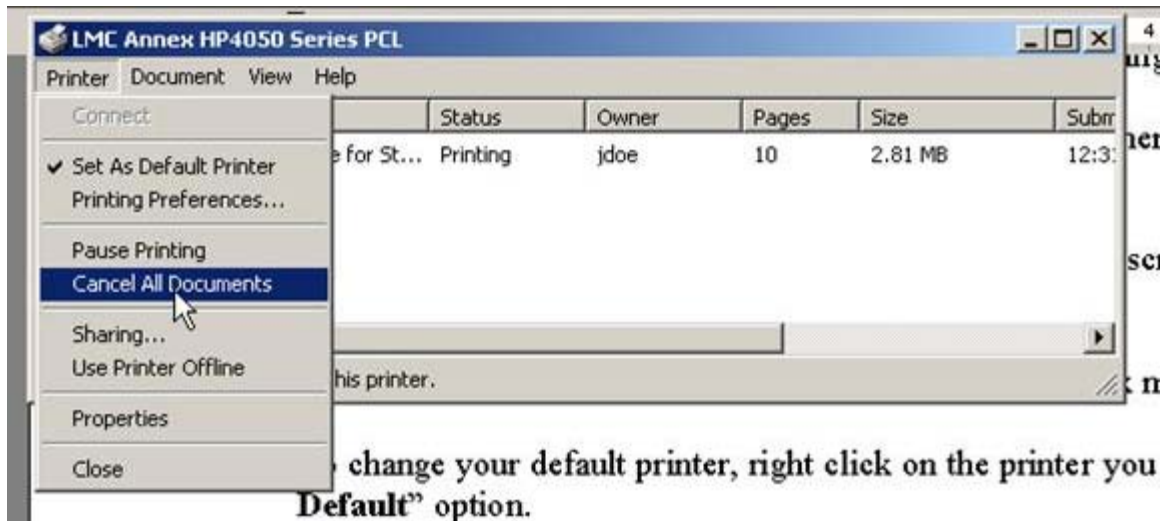 LMC Annex HP4050 Series PCL
4
Printer Document View Help
Connect
Status Owner Pages Size
Set As Default Printer
for St... Printing jdoe 10 2.81 MB
Printing Preferences...
Pause Printing
Cancel All Documents
Sharing...
Use Printer Offline
his printer.
Properties
Close
change your default printer, right click on the printer you
Default” option.